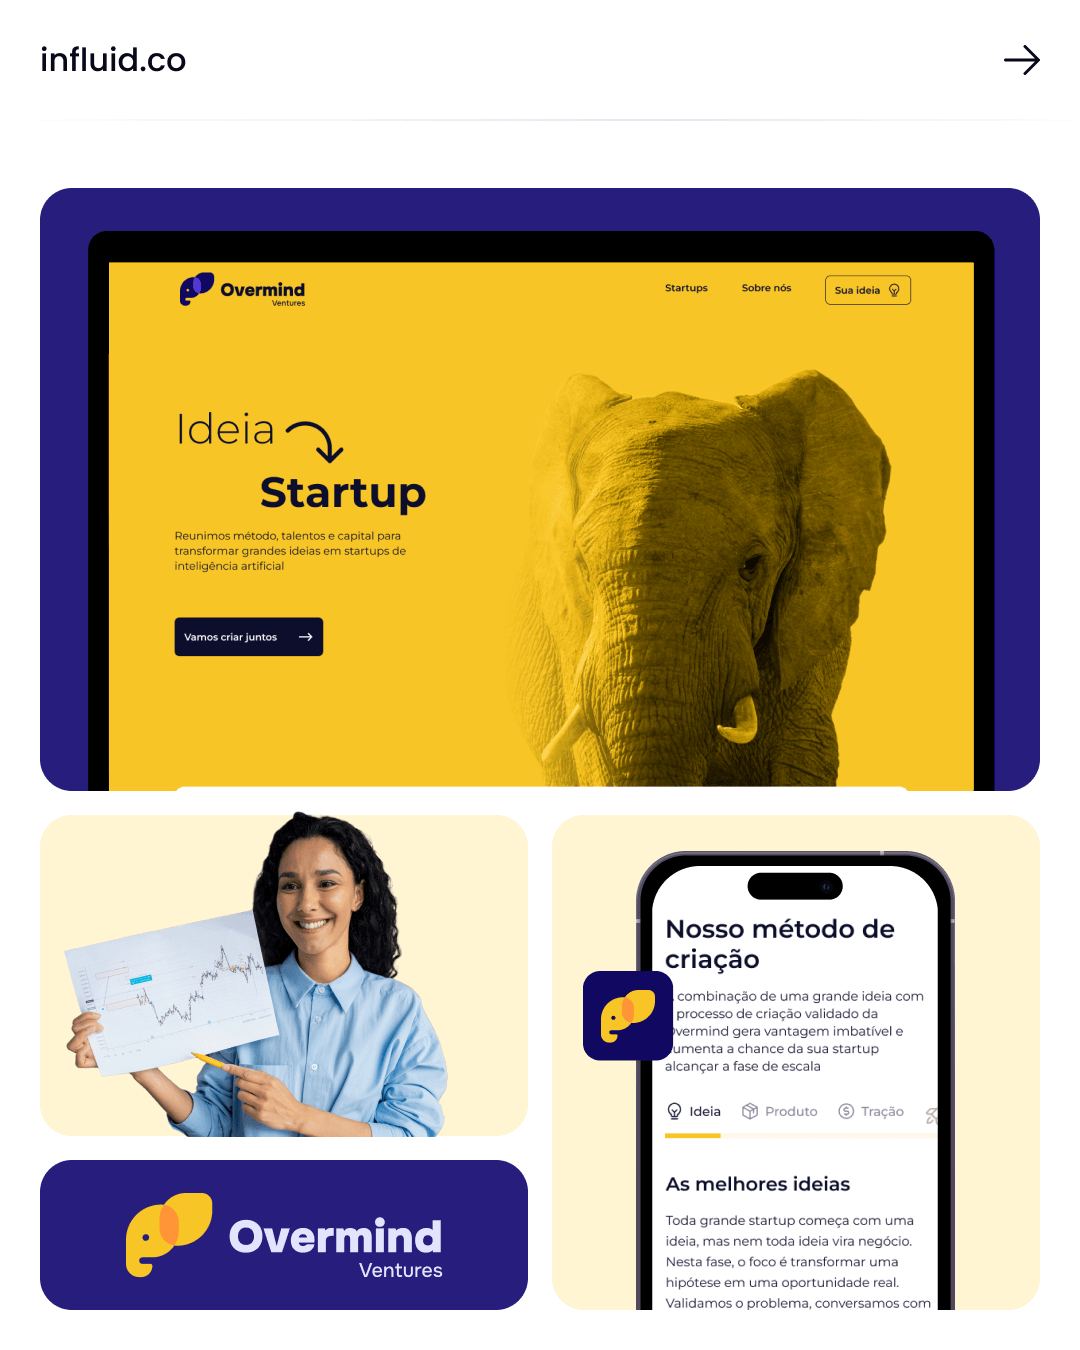 influid.co
Overmind
Ventures
Startups
Sobre nós
Sua ideia
Ideia
Startup
Reunimos método, talentos e capital para
transformar grandes ideias em startups de
inteligência artificial
Vamos criar juntos
Overmind
Ventures
Nosso método de
criação
combinação de uma grande ideia com
processo de criação validado da
vermind gera vantagem imbatível e
umenta a chance da sua startup
alcançar a fase de escala
Ideia
Produto
Tração
As melhores ideias
Toda grande startup começa com uma
ideia, mas nem toda ideia vira negócio.
Nesta fase, o foco é transformar uma
hipótese em uma oportunidade real.
Validamos o problema, conversamos com